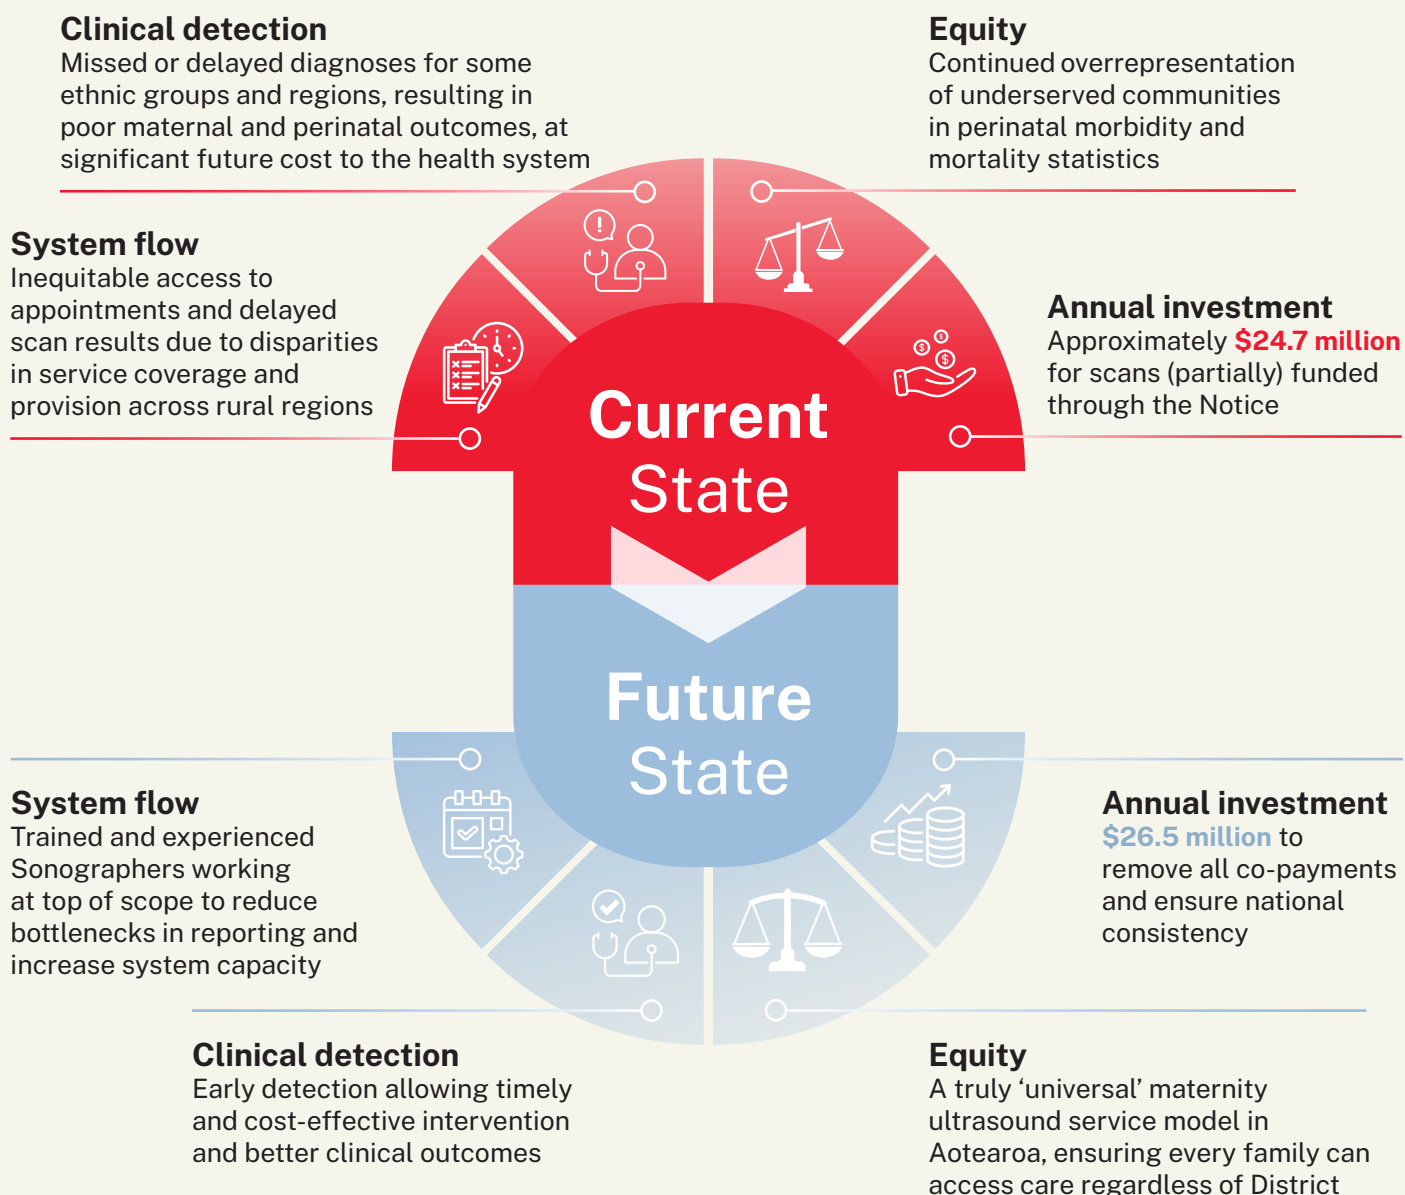 Clinical detection
Missed or delayed diagnoses for some
ethnic groups and regions, resulting in
poor maternal and perinatal outcomes, at
significant future cost to the health system
Equity
Continued overrepresentation
of underserved communities
in perinatal morbidity and
mortality statistics
System flow
Inequitable access to
appointments and delayed
scan results due to disparities
in service coverage and
provision across rural regions
Annual investment
Approximately $24.7 million
for scans (partially) funded
through the Notice
Current
State
Future
State
System flow
Trained and experienced
Sonographers working
at top of scope to reduce
bottlenecks in reporting and
increase system capacity
Annual investment
$26.5 million to
remove all co-payments
and ensure national
consistency
Clinical detection
Early detection allowing timely
and cost-effective intervention
and better clinical outcomes
Equity
A truly ‘universal’ maternity
ultrasound service model in
Aotearoa, ensuring every family can
access care regardless of District